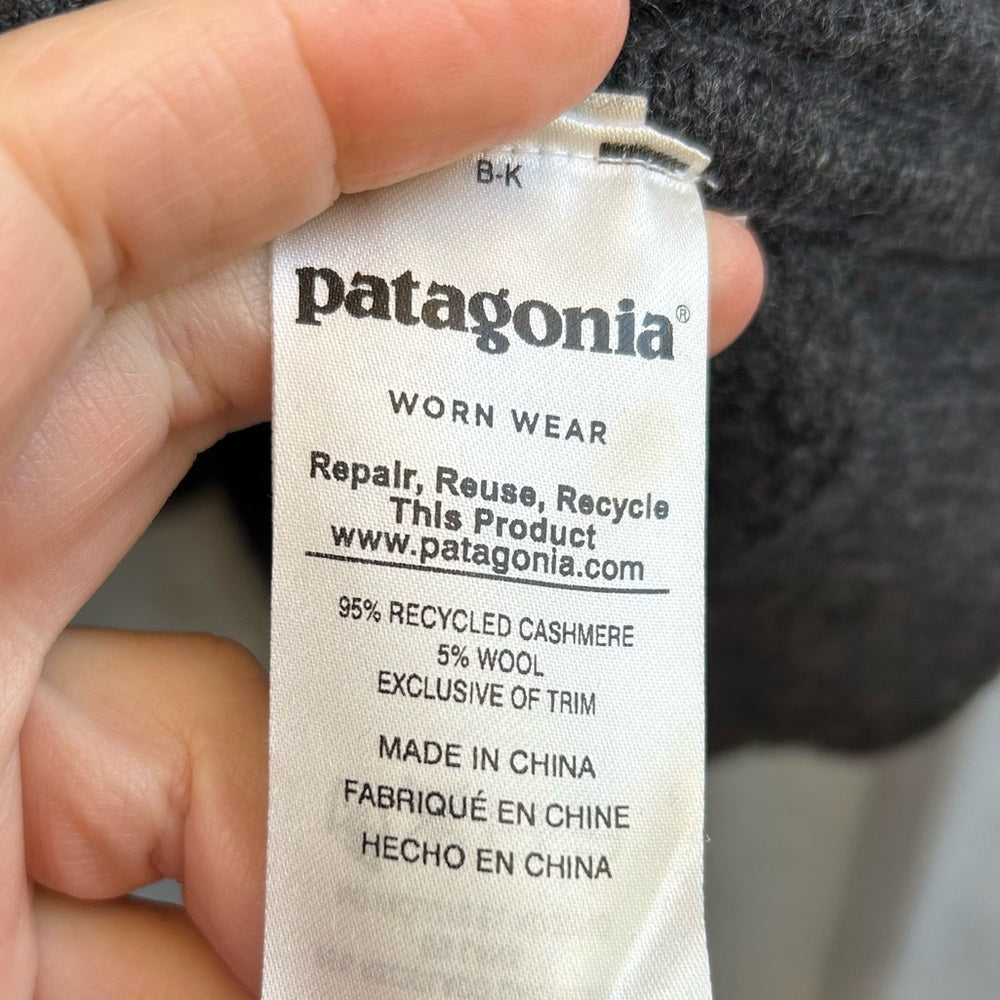 B-K
patagonia®
WORN WEAR
Repair, Reuse, Recycle
This Product
www.patagonia.com
95% RECYCLED CASHMERE
5% WOOL
EXCLUSIVE OF TRIM
MADE IN CHINA
FABRIQUÉ EN CHINE
HECHO EN CHINA